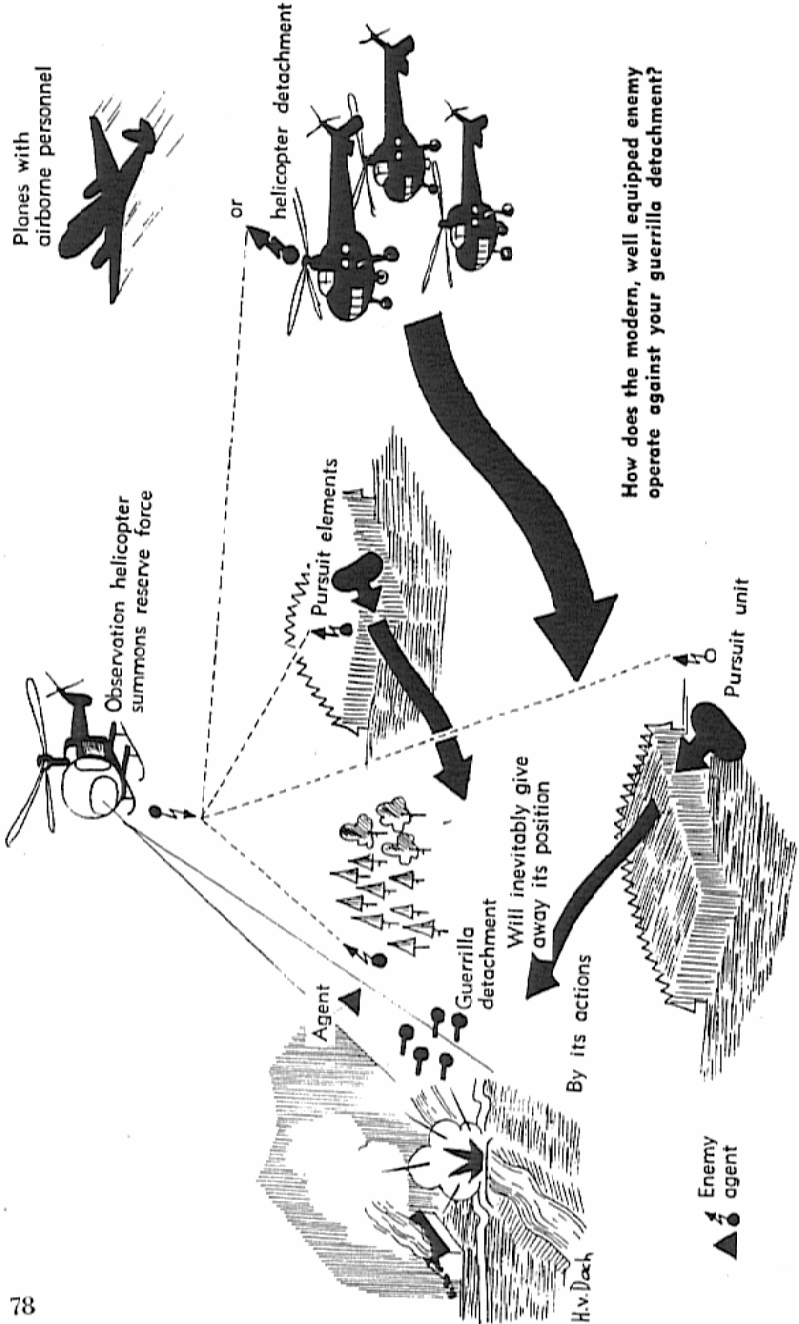 78
Planes with
airborne personnel
or
helicopter detachment
Observation helicopter
summons reserve force
Pursuit elements
Agent
Guerrilla
detachment
Will inevitably give
away its position
By its actions
Pursuit unit
How does the modern, well equipped enemy
operate against your guerrilla detachment?
Enemy
agent
H.v.Dach